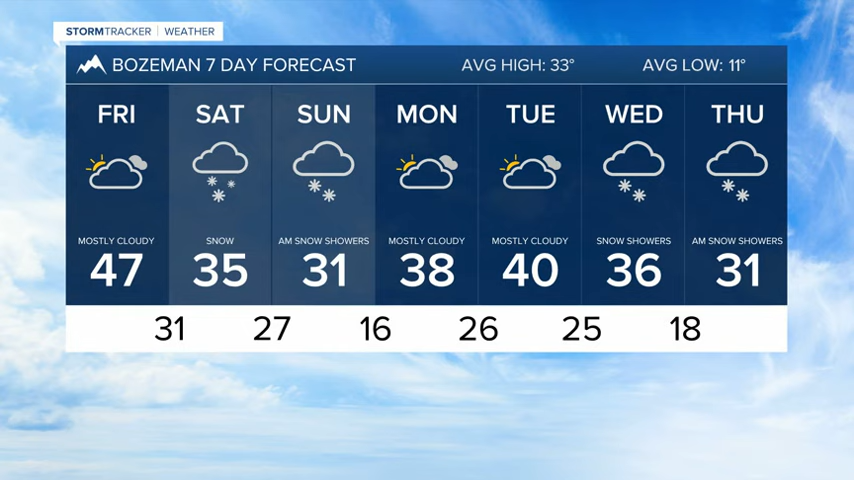 STORMTRACKER | WEATHER
BOZEMAN 7 DAY FORECAST AVG HIGH: 33° AVG LOW: 11°
FRI SAT SUN MON TUE WED THU
MOSTLY CLOUDY SNOW AM SNOW SHOWERS MOSTLY CLOUDY MOSTLY CLOUDY SNOW SHOWERS AM SNOW SHOWERS
47 35 31 38 40 36 31
31 27 16 26 25 18